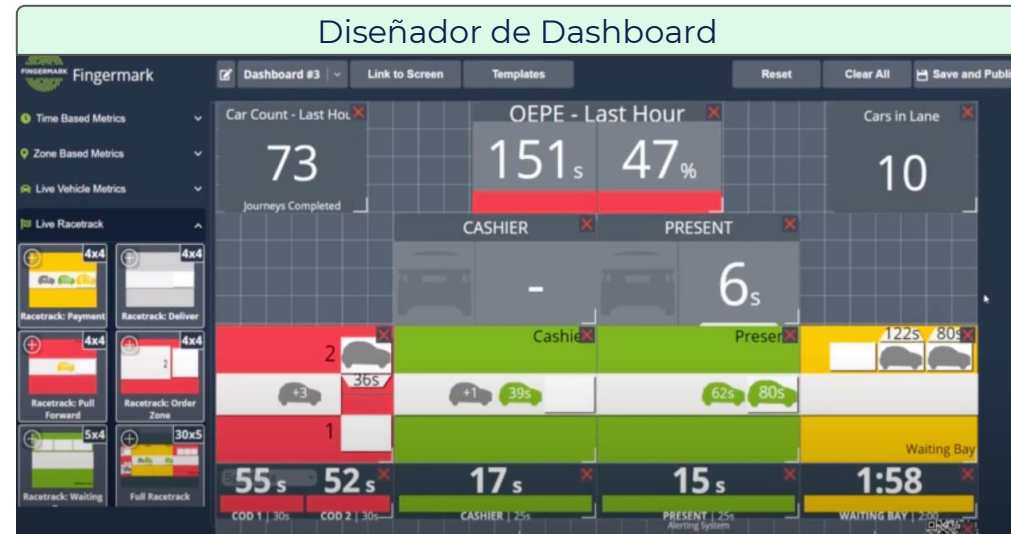 Diseñador de Dashboard
FINGERMARK Fingermark
Dashboard #3
Link to Screen
Templates
Reset
Clear All
Save and Publi
Time Based Metrics
Zone Based Metrics
Live Vehicle Metrics
Live Racetrack
4x4
Racetrack: Payment
4x4
Racetrack: Deliver
4x4
Racetrack: Pull
Forward
4x4
2
Racetrack: Order
Zone
5x4
Racetrack: Waiting
30x5
Full Racetrack
Car Count - Last Hou
73
Journeys Completed
OEPE - Last Hour
151s
47%
Cars in Lane
10
CASHIER
-
PRESENT
6s
2
36s
+3
1
Cashie
+1
39s
Presen
62s
80s
122s
80s
Waiting Bay
55 s
COD 1 | 30s
52 s
COD 2 | 30s
17 s
CASHIER | 25s
15 s
PRESENT | 25s
Alerting System
1:58
WAITING BAY | 2:00